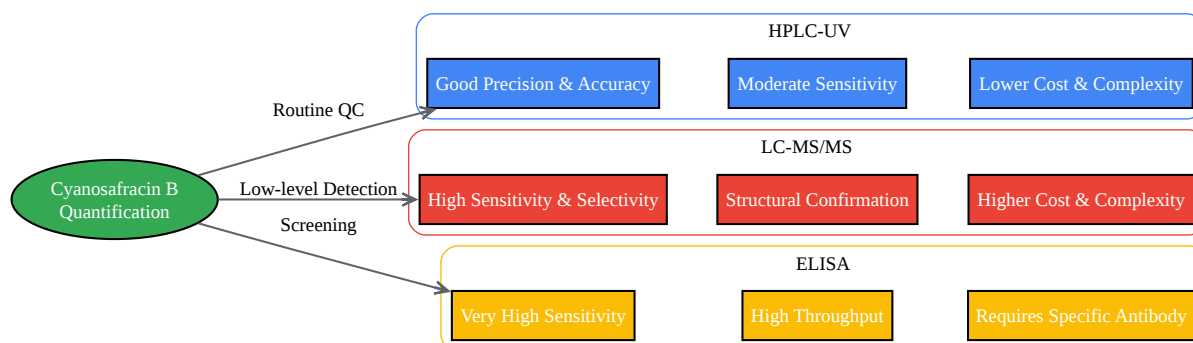 HPLC-UV
Good Precision & Accuracy
Moderate Sensitivity
Lower Cost & Complexity
Routine QC
LC-MS/MS
Cyanosafracin B
Quantification
Low-level Detection
High Sensitivity & Selectivity
Structural Confirmation
Higher Cost & Complexity
Screening
ELISA
Very High Sensitivity
High Throughput
Requires Specific Antibody